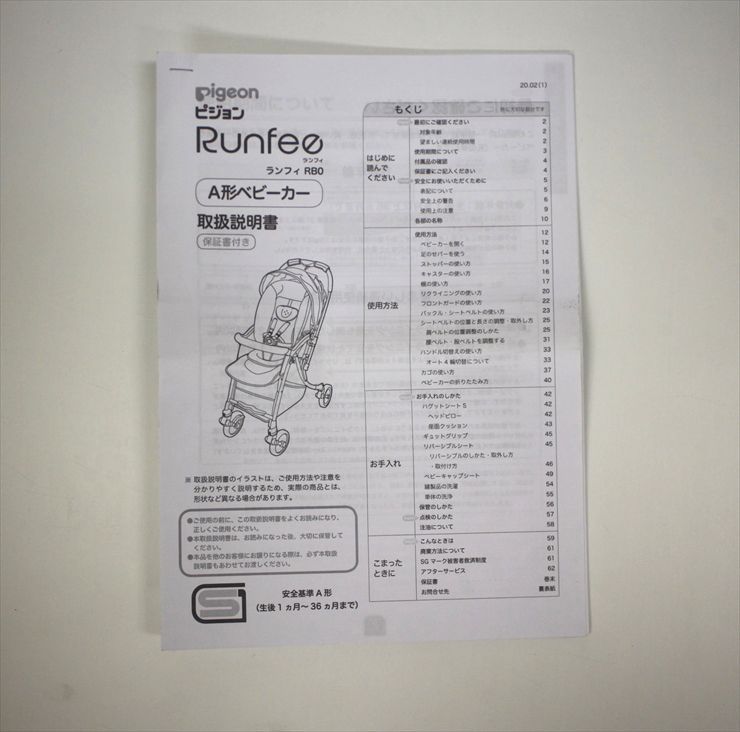 20.02(1)
pigeon
ピジョン
Runfee
ランフィ
ランフィ RB0
A形ベビーカー
取扱説明書
保証書付き
※ 取扱説明書のイラストは、ご使用方法や注意を
分かりやすく説明するため、実際の商品とは、
形状など異なる場合があります。
●ご使用の前に、この取扱説明書をよくお読みになり、
正しくご使用ください。
●本取扱説明書は、お読みになった後、大切に保管して
ください。
●本品を他のお客様にお譲りになる際は、必ず本取扱
説明書もあわせてお渡しください。
安全基準 A 形
(生後 1 ヵ月〜 36 ヵ月まで)
もくじ
特に大切な部分です
はじめに
読んで
ください
最初にご確認ください 2
対象年齢 2
望ましい連続使用時間 2
使用期間について 3
付属品の確認 4
保証書にご記入ください 4
安全にお使いいただくために 5
表記について 5
安全上の警告 6
使用上の注意 9
各部の名称 10
使用方法
使用方法 12
ベビーカーを開く 12
足のせバーを使う 14
ストッパーの使い方 15
キャスターの使い方 16
幌の使い方 17
リクライニングの使い方 20
フロントガードの使い方 22
バックル・シートベルトの使い方 23
シートベルトの位置と長さの調整・取外し方 25
肩ベルトの位置調整のしかた 25
腰ベルト・股ベルトを調整する 31
ハンドル切替えの使い方 33
オート 4 輪切替について 33
カゴの使い方 37
ベビーカーの折りたたみ方 40
お手入れ
お手入れのしかた 42
ハグットシート S 42
ヘッドピロー 42
座面クッション 43
ギュットグリップ 45
リバーシブルシート 45
リバーシブルのしかた・取外し方
・取付け方 46
ベビーキャップシート 49
縫製品の洗濯 54
車体の洗浄 55
保管のしかた 56
点検のしかた 57
注油について 58
こまった
ときに
こんなときは 59
廃棄方法について 61
SG マーク被害者救済制度 61
アフターサービス 62
保証書 巻末
お問合せ先 裏表紙